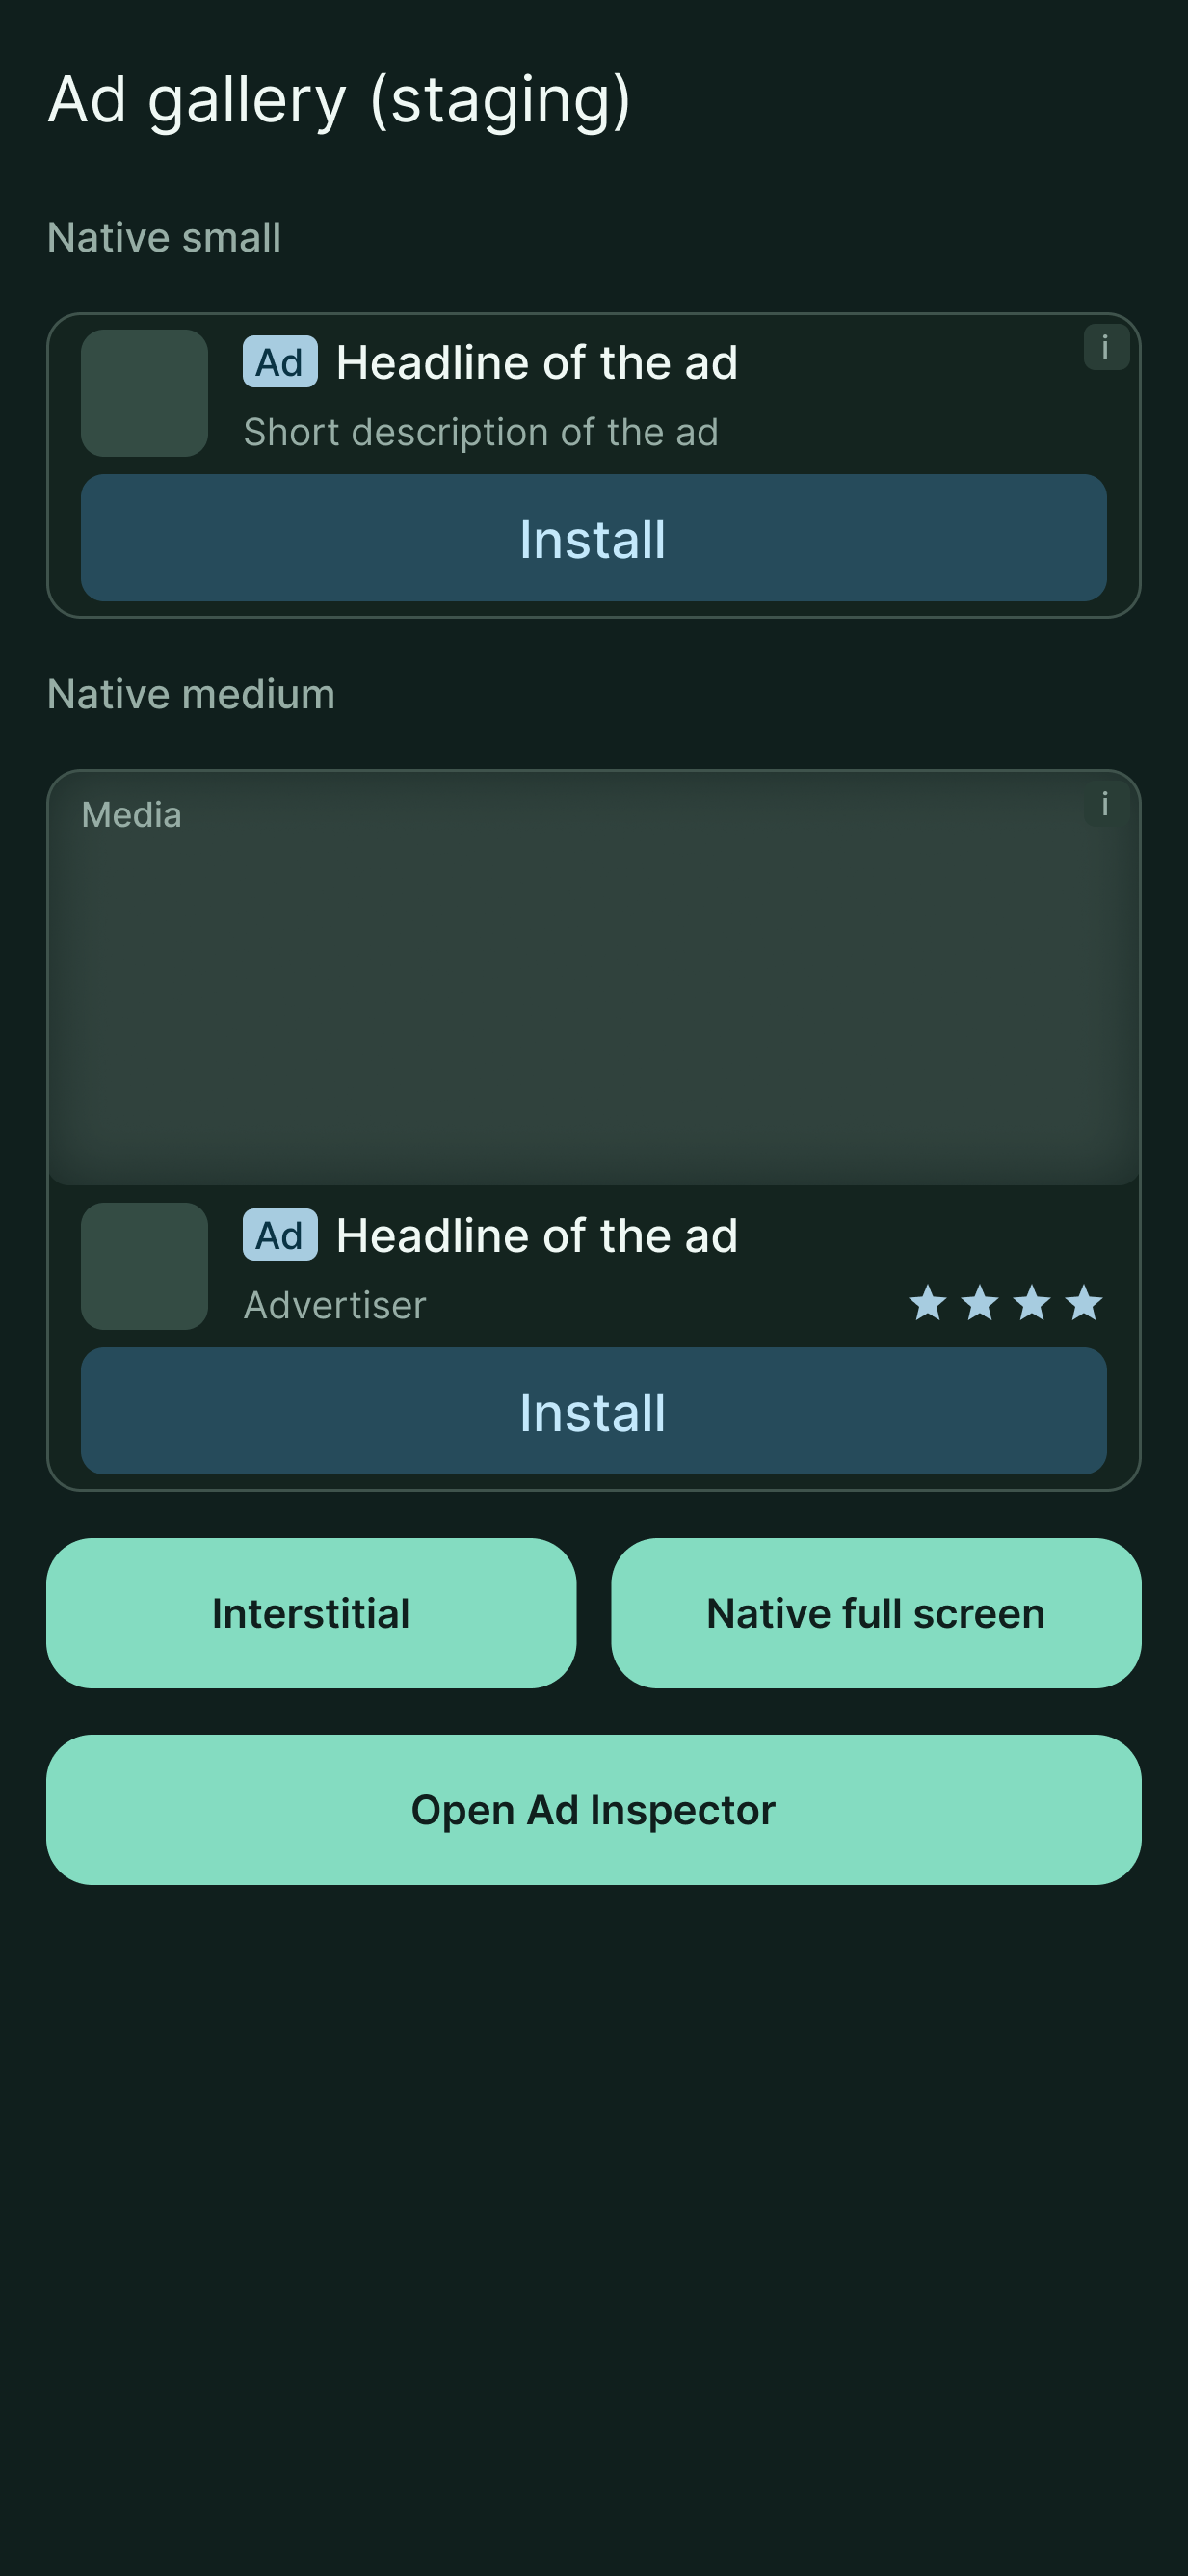 Ad gallery (staging)
Native small
Ad Headline of the ad
i
Short description of the ad
Install
Native medium
Media
i
Ad Headline of the ad
Advertiser
Install
Interstitial
Native full screen
Open Ad Inspector